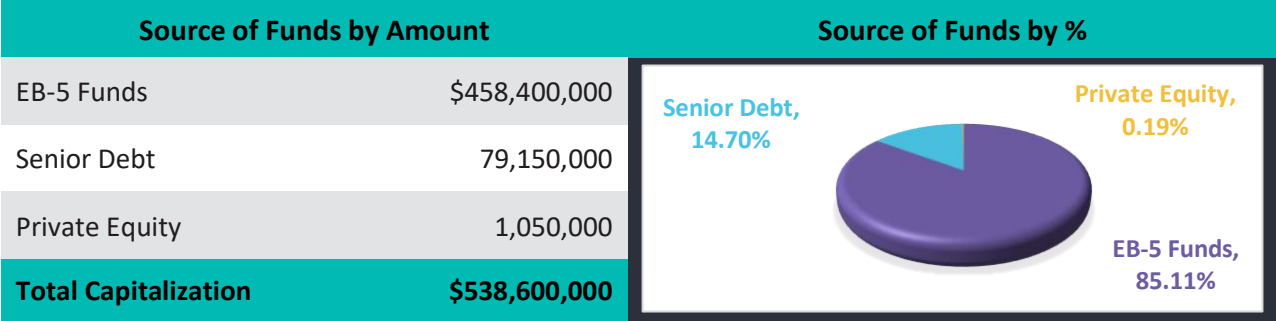 Source of Funds by Amount
EB-5 Funds $458,400,000
Senior Debt 79,150,000
Private Equity 1,050,000
Total Capitalization $538,600,000
Source of Funds by %
Senior Debt,
14.70%
Private Equity,
0.19%
EB-5 Funds,
85.11%